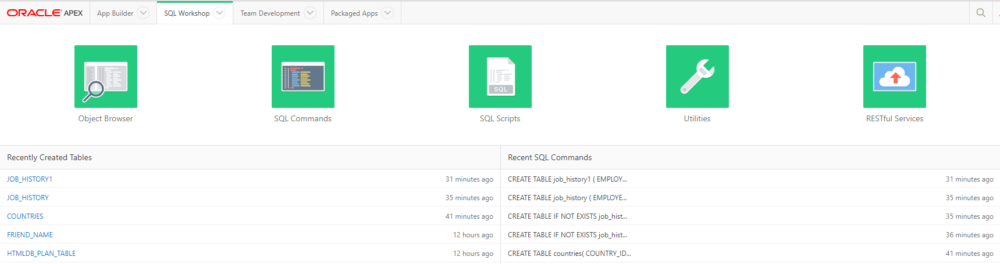 ORACLE APEX App Builder SQL Workshop Team Development Packaged Apps
SQL
Object Browser SQL Commands SQL Scripts Utilities RESTful Services
Recently Created Tables
JOB_HISTORY1 31 minutes ago
JOB_HISTORY 35 minutes ago
COUNTRIES 41 minutes ago
FRIEND_NAME 12 hours ago
HTMLDB_PLAN_TABLE 12 hours ago
Recent SQL Commands
CREATE TABLE job_history1 ( EMPLOY... 31 minutes ago
CREATE TABLE job_history ( EMPLOYE... 35 minutes ago
CREATE TABLE IF NOT EXISTS job_hist... 35 minutes ago
CREATE TABLE IF NOT EXISTS job_hist... 36 minutes ago
CREATE TABLE countries( COUNTRY_ID... 41 minutes ago